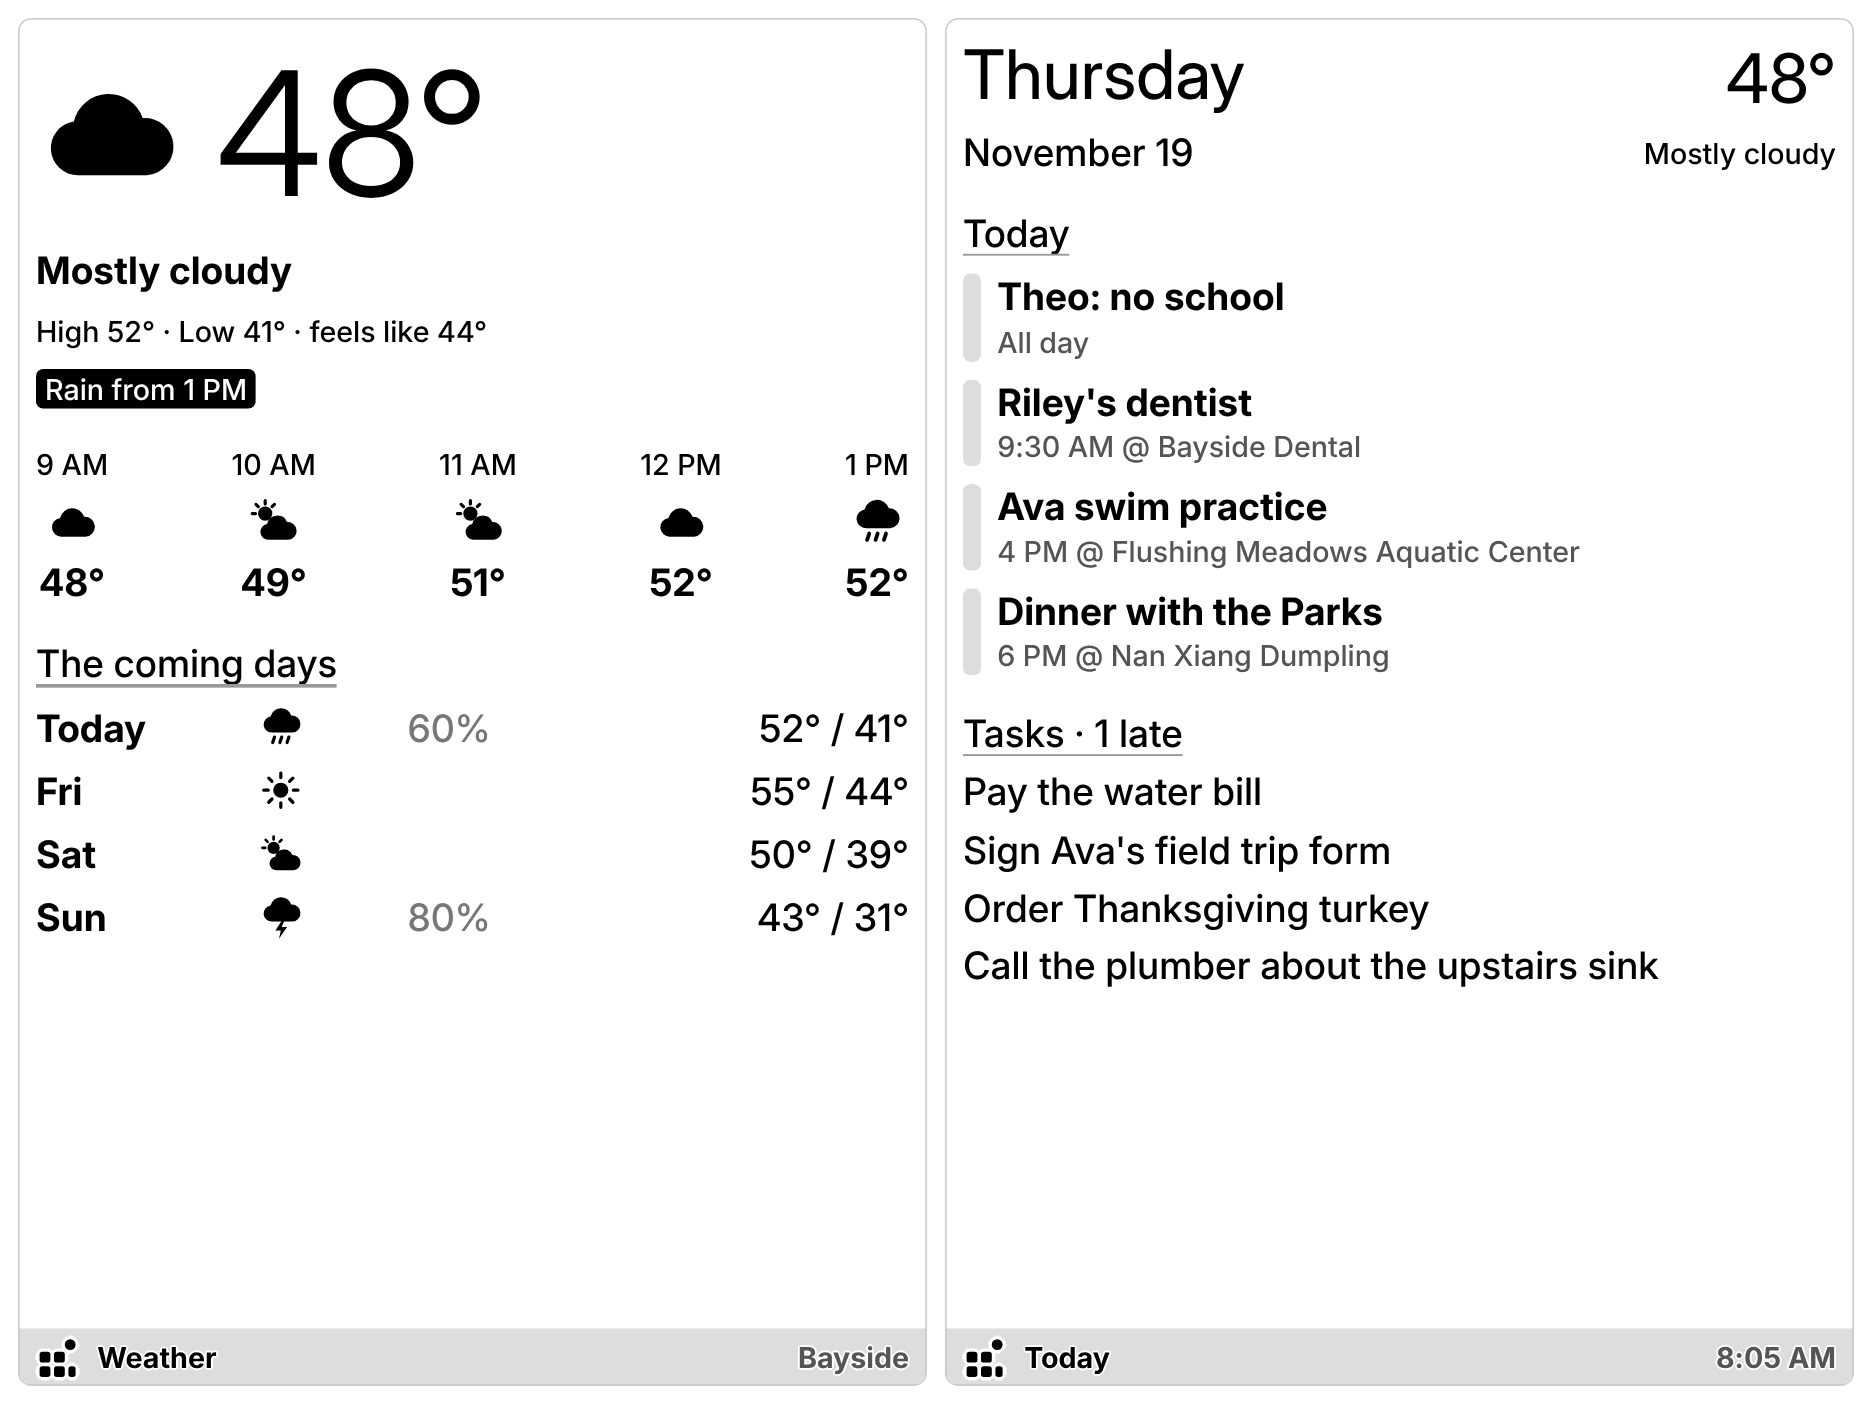 48°
Mostly cloudy
High 52° · Low 41° · feels like 44°
Rain from 1 PM
9 AM 10 AM 11 AM 12 PM 1 PM
48° 49° 51° 52° 52°
The coming days
Today 60% 52° / 41°
Fri 55° / 44°
Sat 50° / 39°
Sun 80% 43° / 31°
Weather Bayside
Thursday 48°
November 19 Mostly cloudy
Today
Theo: no school
All day
Riley's dentist
9:30 AM @ Bayside Dental
Ava swim practice
4 PM @ Flushing Meadows Aquatic Center
Dinner with the Parks
6 PM @ Nan Xiang Dumpling
Tasks · 1 late
Pay the water bill
Sign Ava's field trip form
Order Thanksgiving turkey
Call the plumber about the upstairs sink
Today 8:05 AM